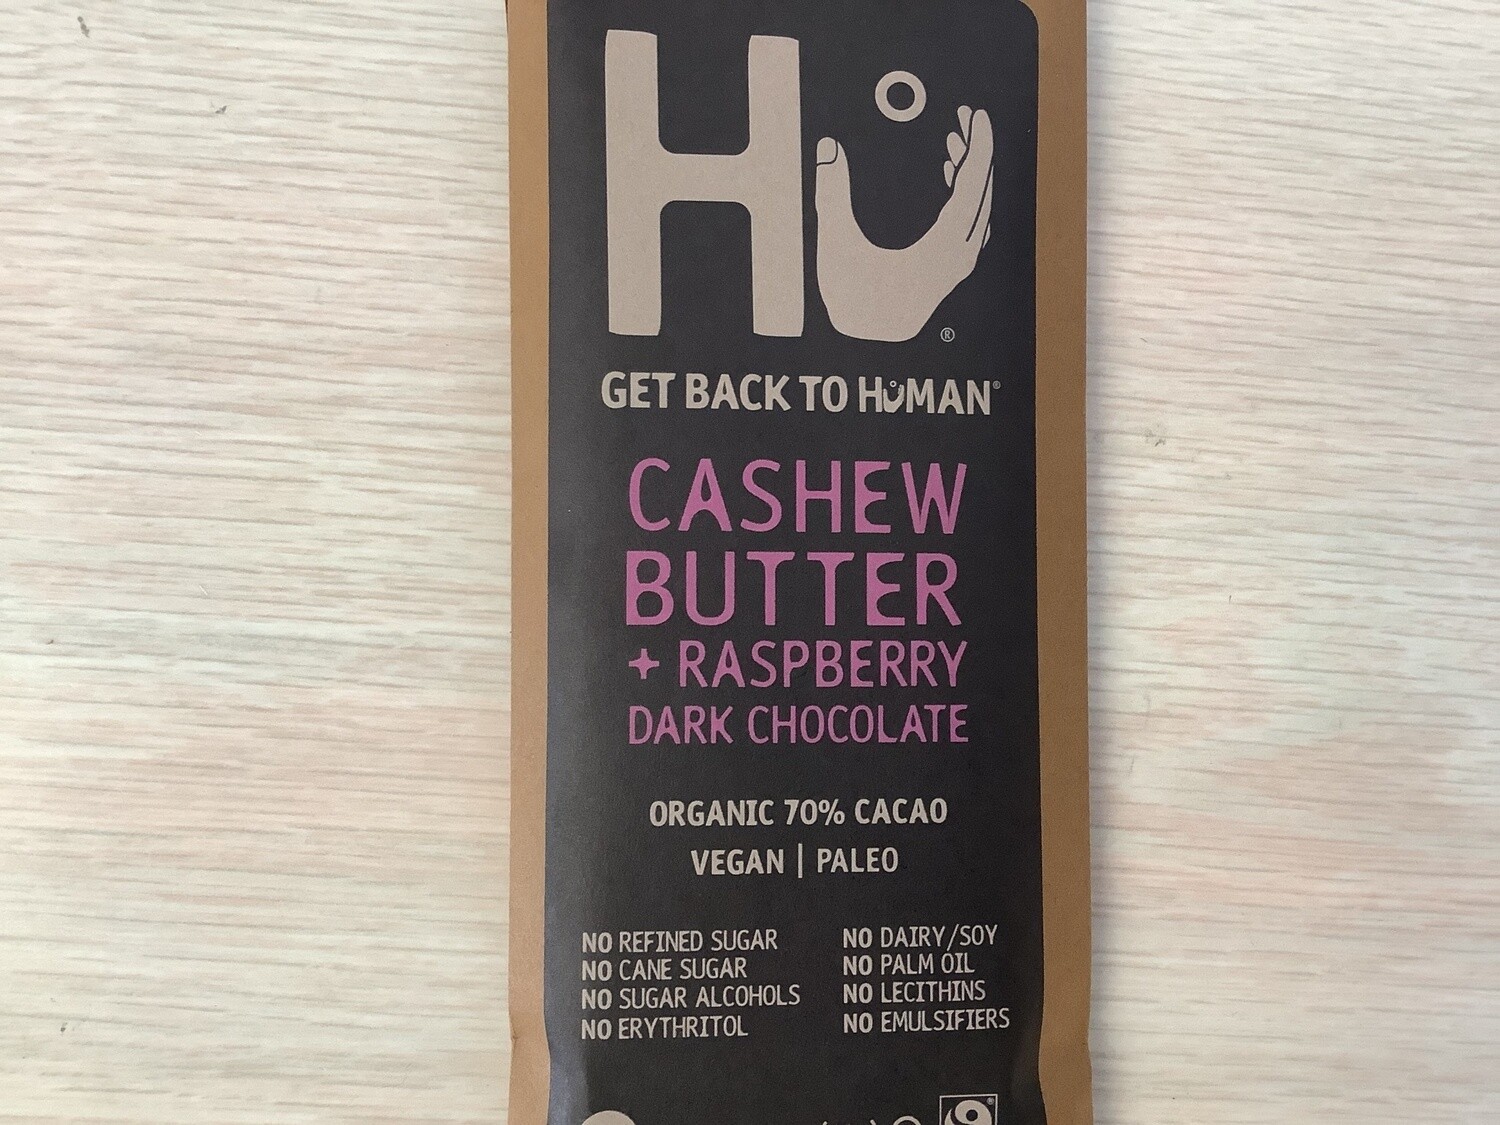 Hu®
GET BACK TO HUMAN®
CASHEW
BUTTER
+ RASPBERRY
DARK CHOCOLATE
ORGANIC 70% CACAO
VEGAN | PALEO
NO REFINED SUGAR
NO CANE SUGAR
NO SUGAR ALCOHOLS
NO ERYTHRITOL
NO DAIRY/SOY
NO PALM OIL
NO LECITHINS
NO EMULSIFIERS